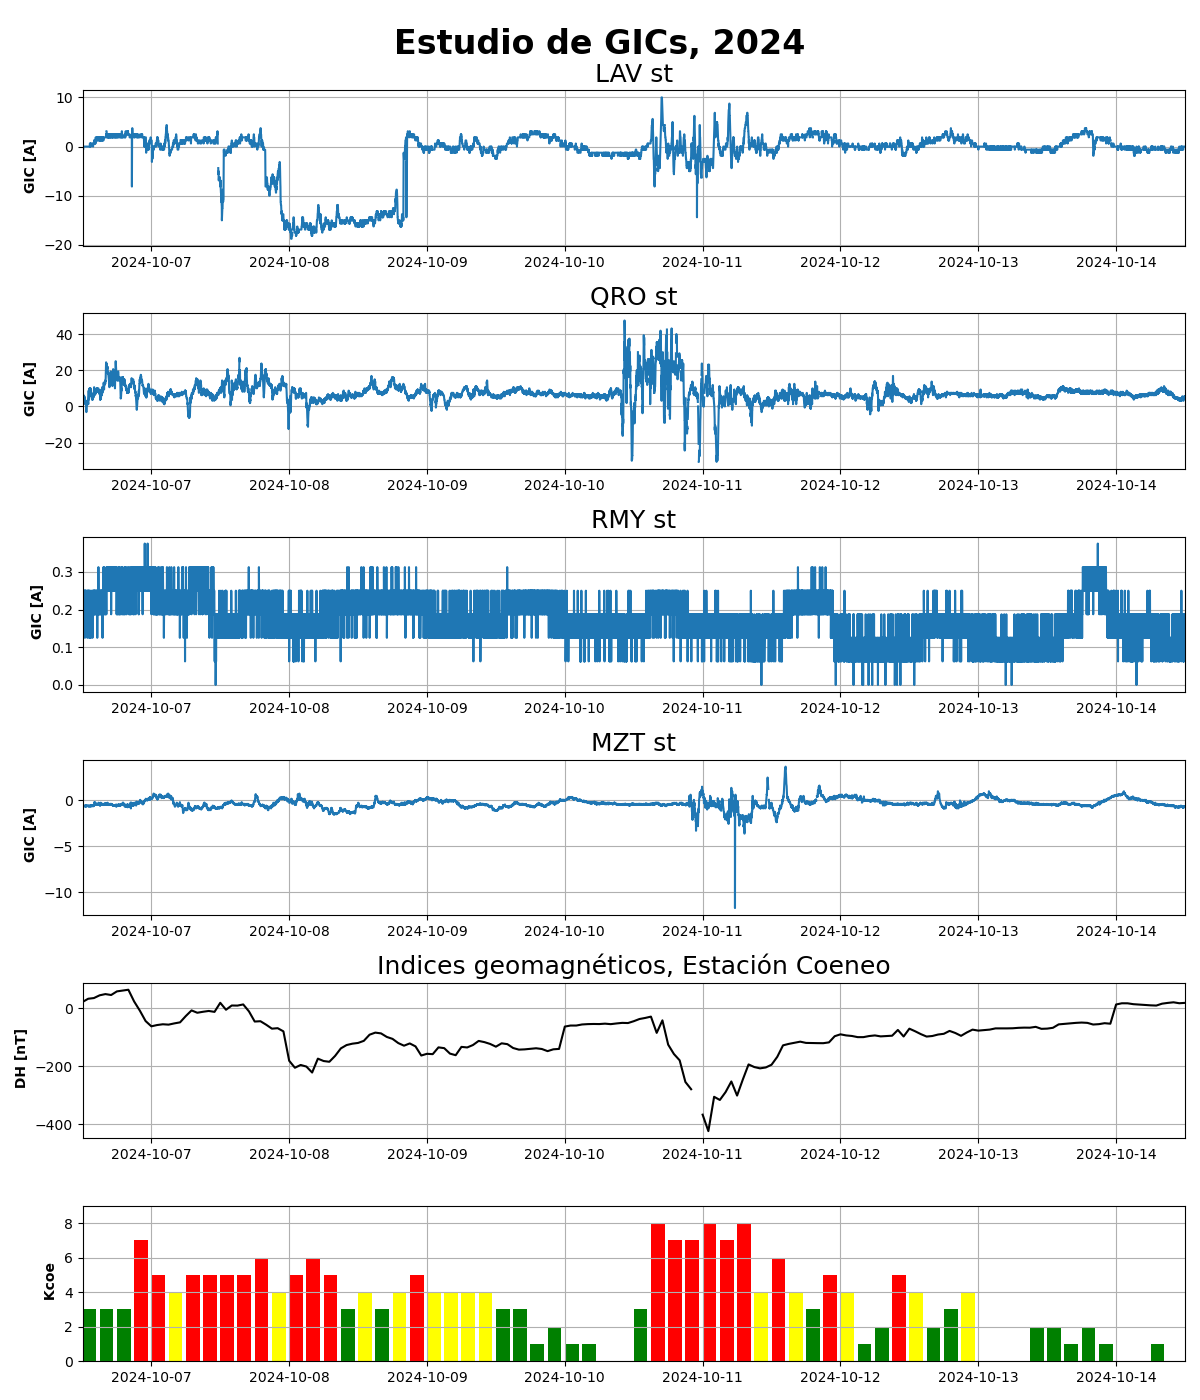 Estudio de GICs, 2024
LAV st
GIC [A]
10
0
−10
−20
2024-10-07 2024-10-08 2024-10-09 2024-10-10 2024-10-11 2024-10-12 2024-10-13 2024-10-14
QRO st
GIC [A]
40
20
0
−20
2024-10-07 2024-10-08 2024-10-09 2024-10-10 2024-10-11 2024-10-12 2024-10-13 2024-10-14
RMY st
GIC [A]
0.3
0.2
0.1
0.0
2024-10-07 2024-10-08 2024-10-09 2024-10-10 2024-10-11 2024-10-12 2024-10-13 2024-10-14
MZT st
GIC [A]
0
−5
−10
2024-10-07 2024-10-08 2024-10-09 2024-10-10 2024-10-11 2024-10-12 2024-10-13 2024-10-14
Indices geomagnéticos, Estación Coeneo
DH [nT]
0
−200
−400
2024-10-07 2024-10-08 2024-10-09 2024-10-10 2024-10-11 2024-10-12 2024-10-13 2024-10-14
Kcoe
8
6
4
2
0
2024-10-07 2024-10-08 2024-10-09 2024-10-10 2024-10-11 2024-10-12 2024-10-13 2024-10-14